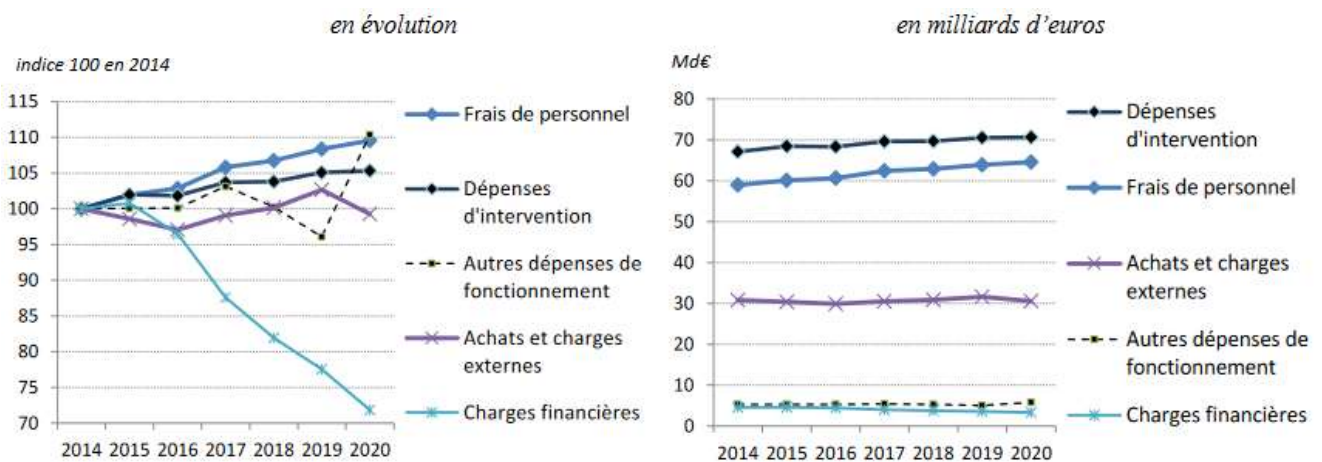 en évolution
indice 100 en 2014
115
110
105
100
95
90
85
80
75
70
2014 2015 2016 2017 2018 2019 2020
Frais de personnel
Dépenses
d'intervention
Autres dépenses de
fonctionnement
Achats et charges
externes
Charges financières
en milliards d’euros
Md€
80
70
60
50
40
30
20
10
0
2014 2015 2016 2017 2018 2019 2020
Dépenses
d'intervention
Frais de personnel
Achats et charges
externes
Autres dépenses de
fonctionnement
Charges financières